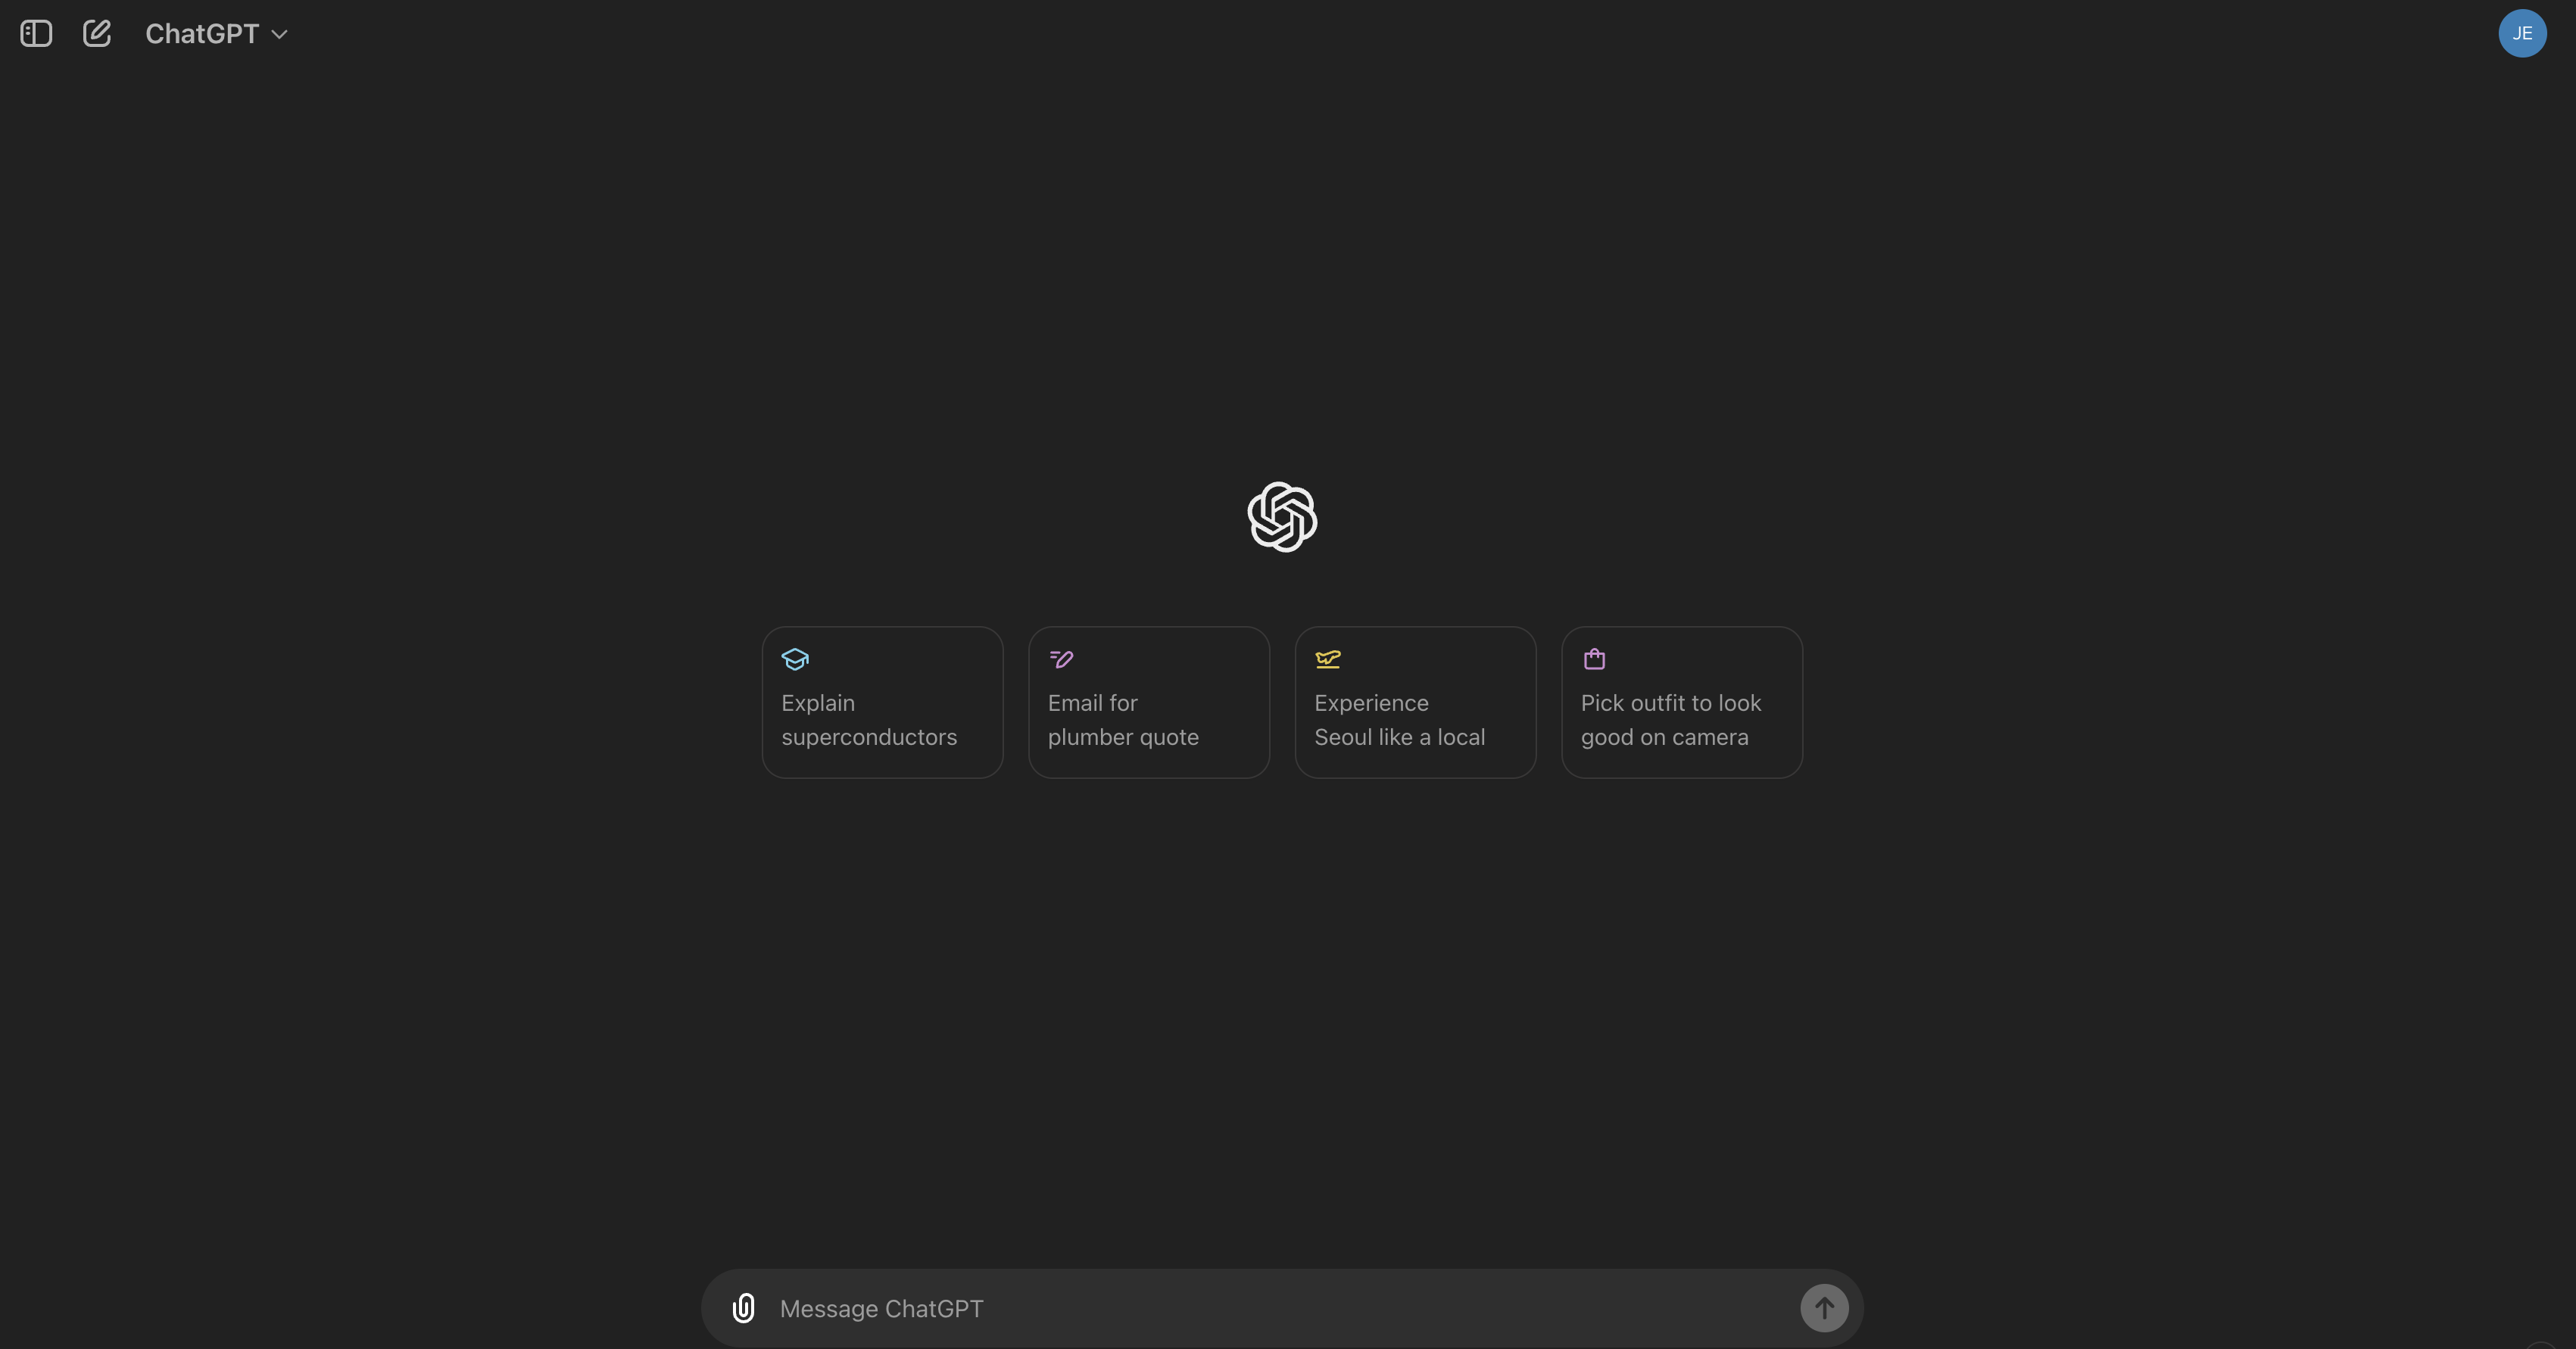 ChatGPT
JE
Explain
superconductors
Email for
plumber quote
Experience
Seoul like a local
Pick outfit to look
good on camera
Message ChatGPT